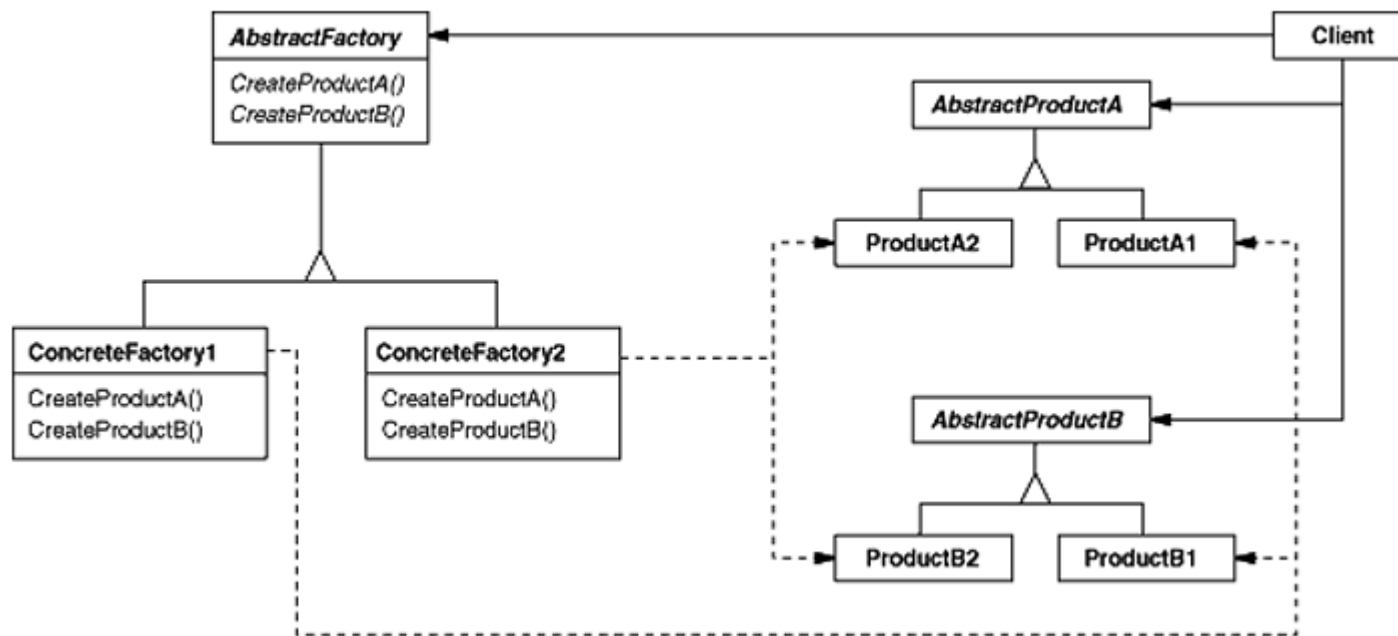 AbstractFactory
CreateProductA()
CreateProductB()
Client
AbstractProductA
ProductA2
ProductA1
ConcreteFactory1
CreateProductA()
CreateProductB()
ConcreteFactory2
CreateProductA()
CreateProductB()
AbstractProductB
ProductB2
ProductB1